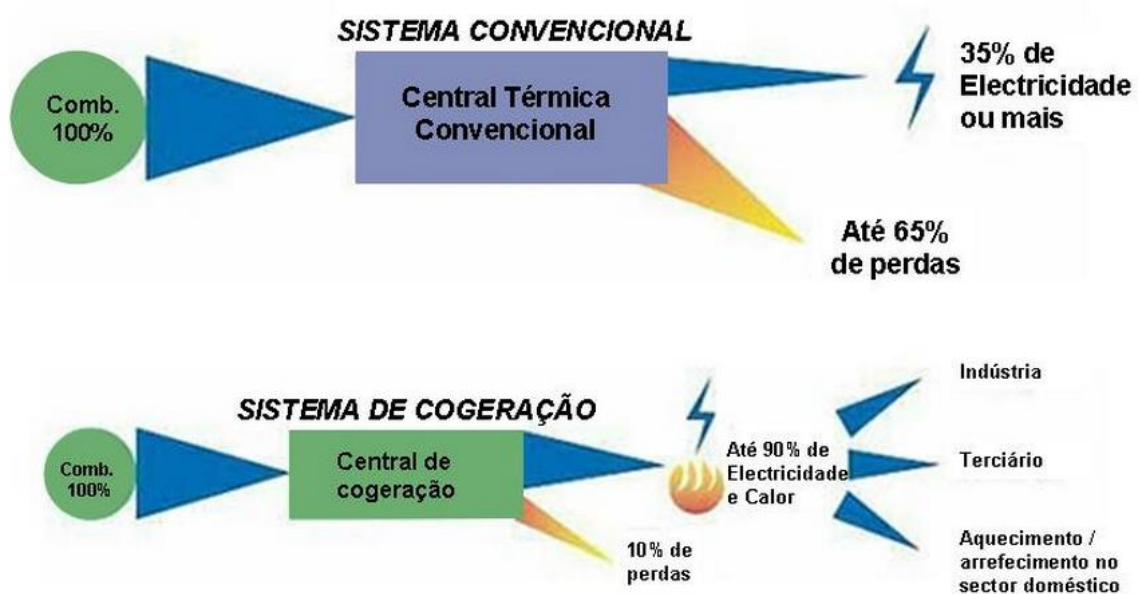 SISTEMA CONVENCIONAL
Comb.
100%
Central Térmica
Convencional
35% de
Electricidade
ou mais
Até 65%
de perdas
SISTEMA DE COGERAÇÃO
Comb.
100%
Central de
cogeração
10% de
perdas
Até 90% de
Electricidade
e Calor
Indústria
Terciário
Aquecimento /
arrefecimento no
sector doméstico